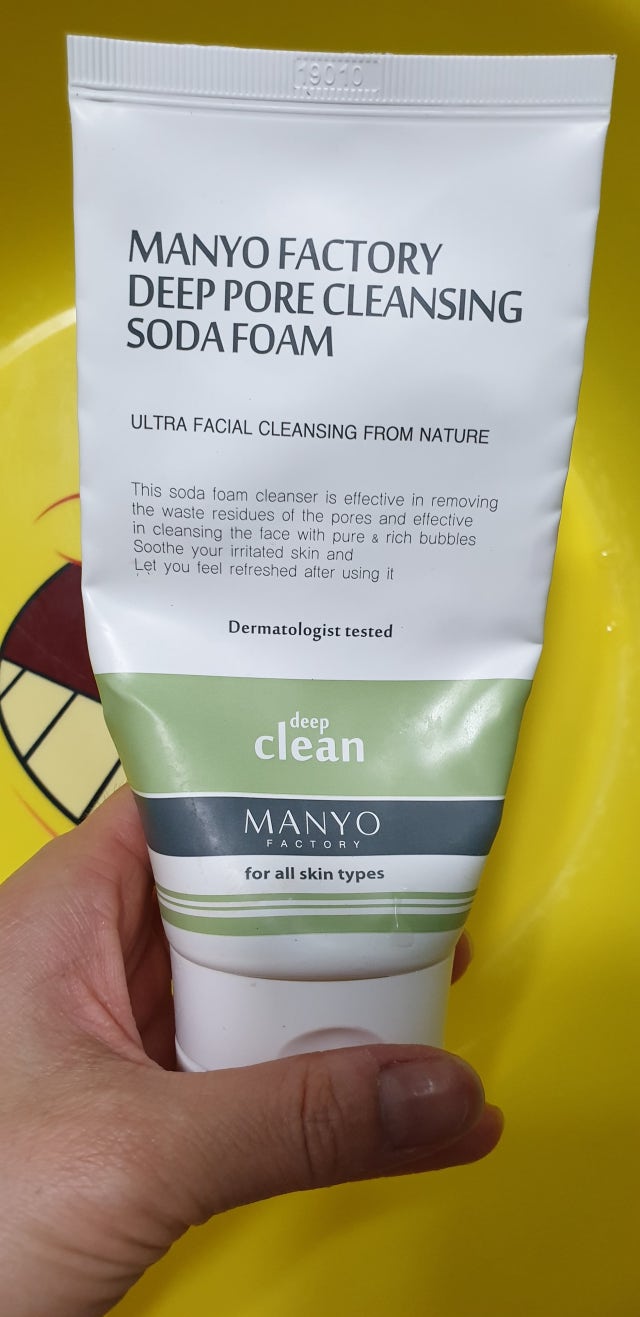 19010
MANYO FACTORY
DEEP PORE CLEANSING
SODA FOAM
ULTRA FACIAL CLEANSING FROM NATURE
This soda foam cleanser is effective in removing
the waste residues of the pores and effective
in cleansing the face with pure & rich bubbles
Soothe your irritated skin and
Let you feel refreshed after using it
Dermatologist tested
deep
clean
MANYO
FACTORY
for all skin types